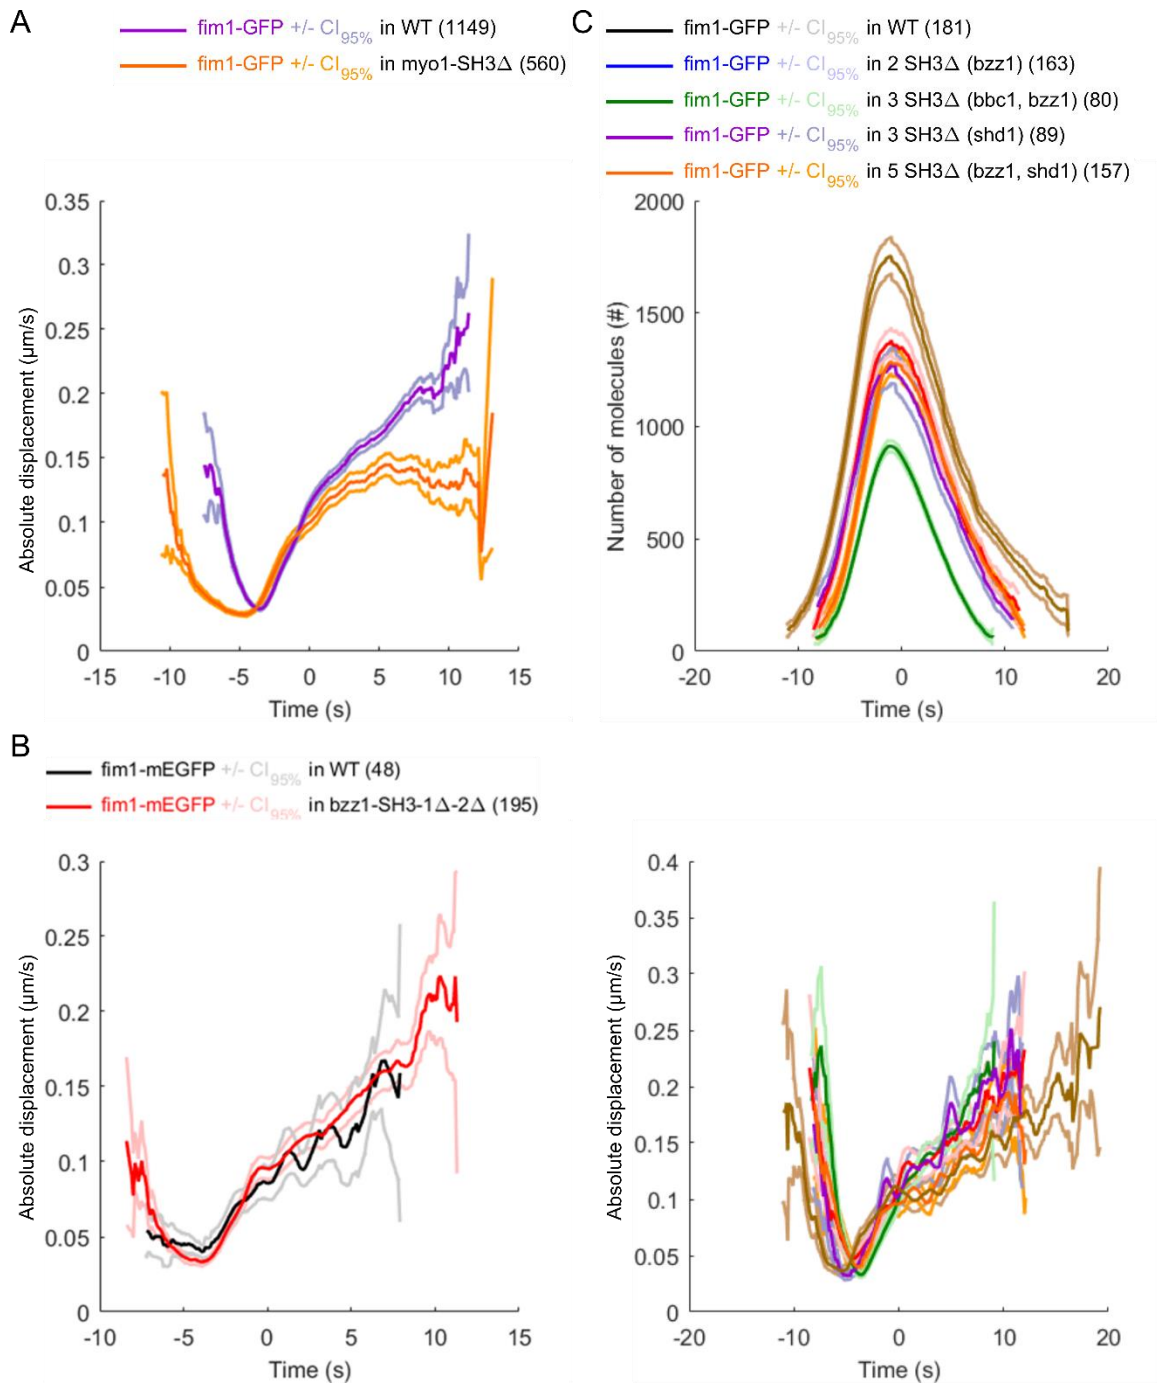 A
fim1-GFP +/- CI95% in WT (1149)
fim1-GFP +/- CI95% in myo1-SH3Δ (560)
0.35
0.3
0.25
0.2
0.15
0.1
0.05
0
Absolute displacement (μm/s)
-15 -10 -5 0 5 10 15
Time (s)
C
fim1-GFP +/- CI95% in WT (181)
fim1-GFP +/- CI95% in 2 SH3Δ (bzz1) (163)
fim1-GFP +/- CI95% in 3 SH3Δ (bbc1, bzz1) (80)
fim1-GFP +/- CI95% in 3 SH3Δ (shd1) (89)
fim1-GFP +/- CI95% in 5 SH3Δ (bzz1, shd1) (157)
2000
1500
1000
500
0
Number of molecules (#)
-20 -10 0 10 20
Time (s)
B
fim1-mEGFP +/- CI95% in WT (48)
fim1-mEGFP +/- CI95% in bzz1-SH3-1Δ-2Δ (195)
0.3
0.25
0.2
0.15
0.1
0.05
0
Absolute displacement (μm/s)
-10 -5 0 5 10 15
Time (s)
0.4
0.35
0.3
0.25
0.2
0.15
0.1
0.05
0
Absolute displacement (μm/s)
-20 -10 0 10 20
Time (s)